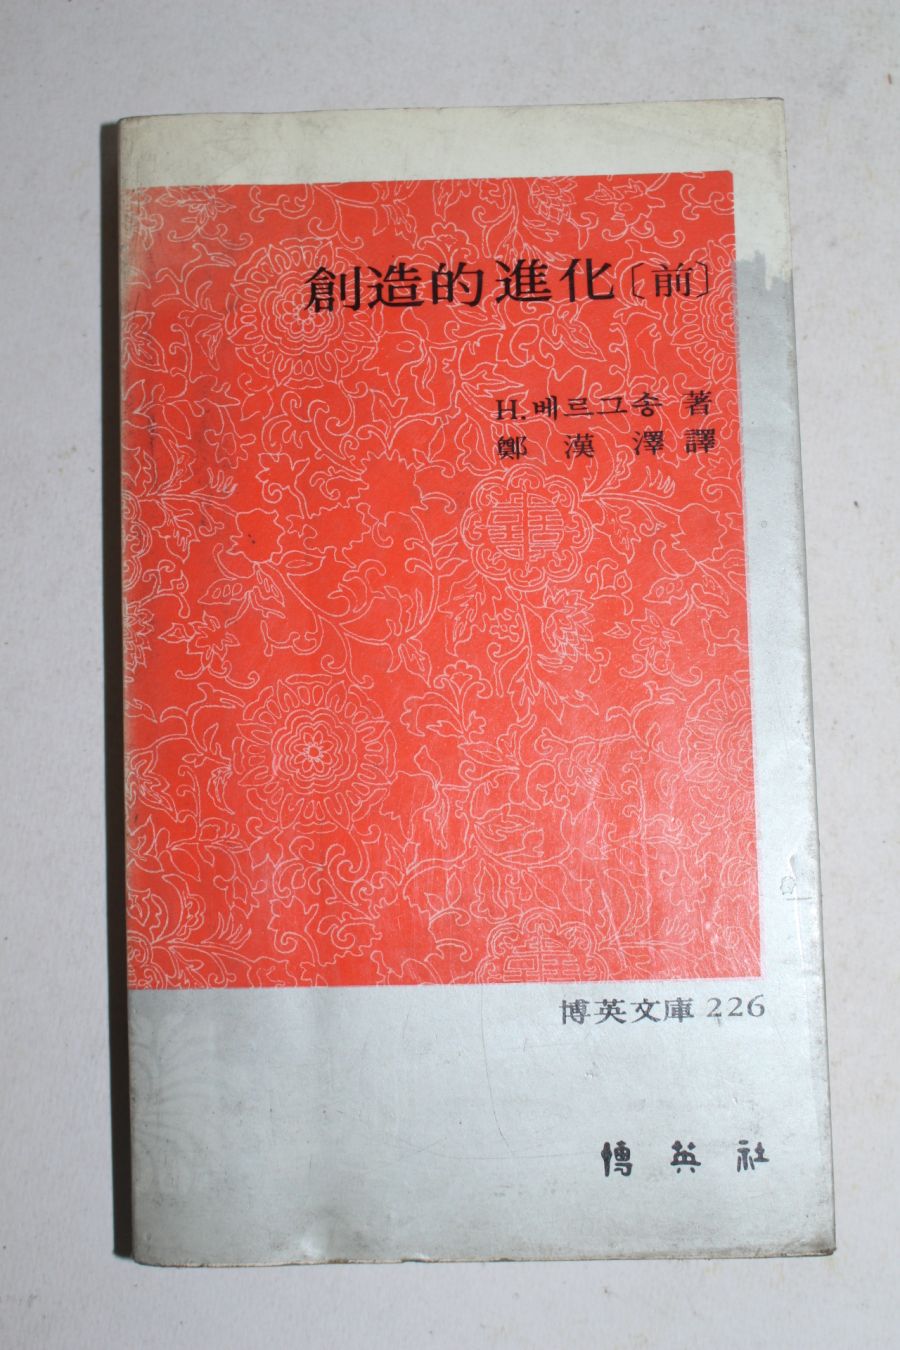 創造的進化〔前〕
H. 베르그송 著
鄭 漢 澤 譯
博英文庫 226
博 英 社